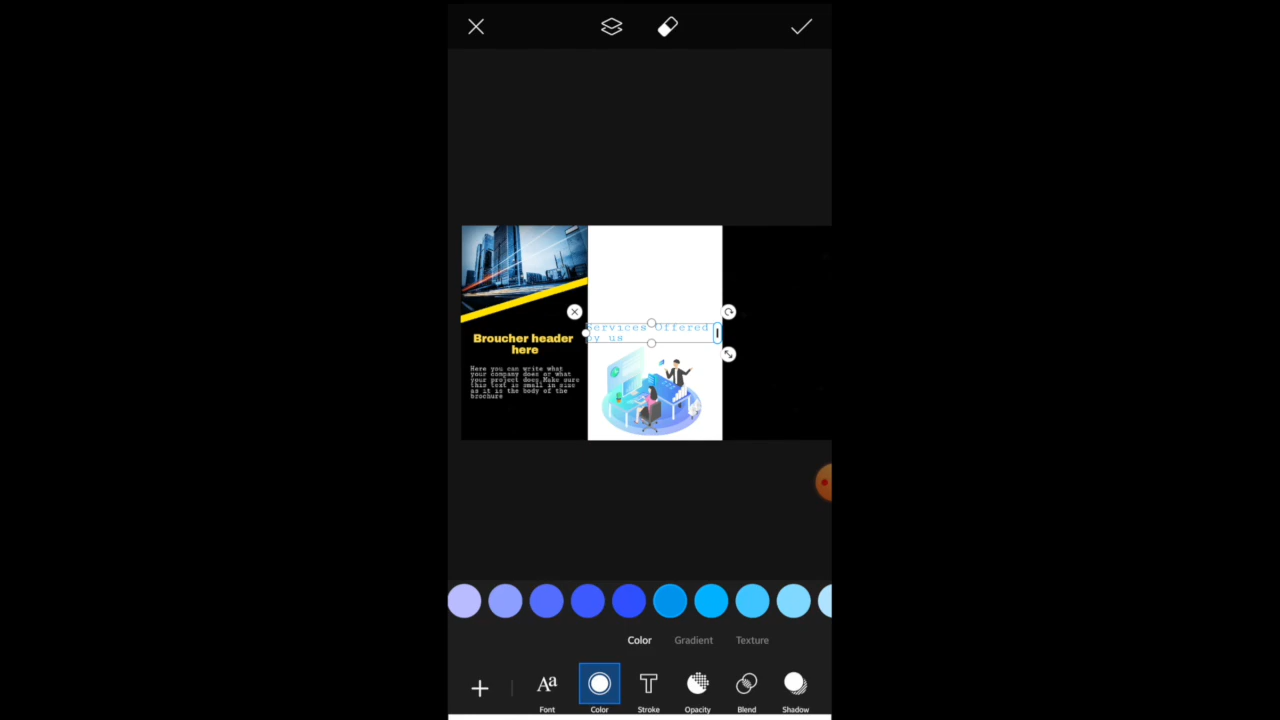 Services Offered
by us
Broucher header
here
Here you can write what
your company does or what
your project does.Make sure
this text is small in size
as it is the body of the
brochure
Color
Gradient
Texture
Aa
T
Font
Color
Stroke
Opacity
Blend
Shadow